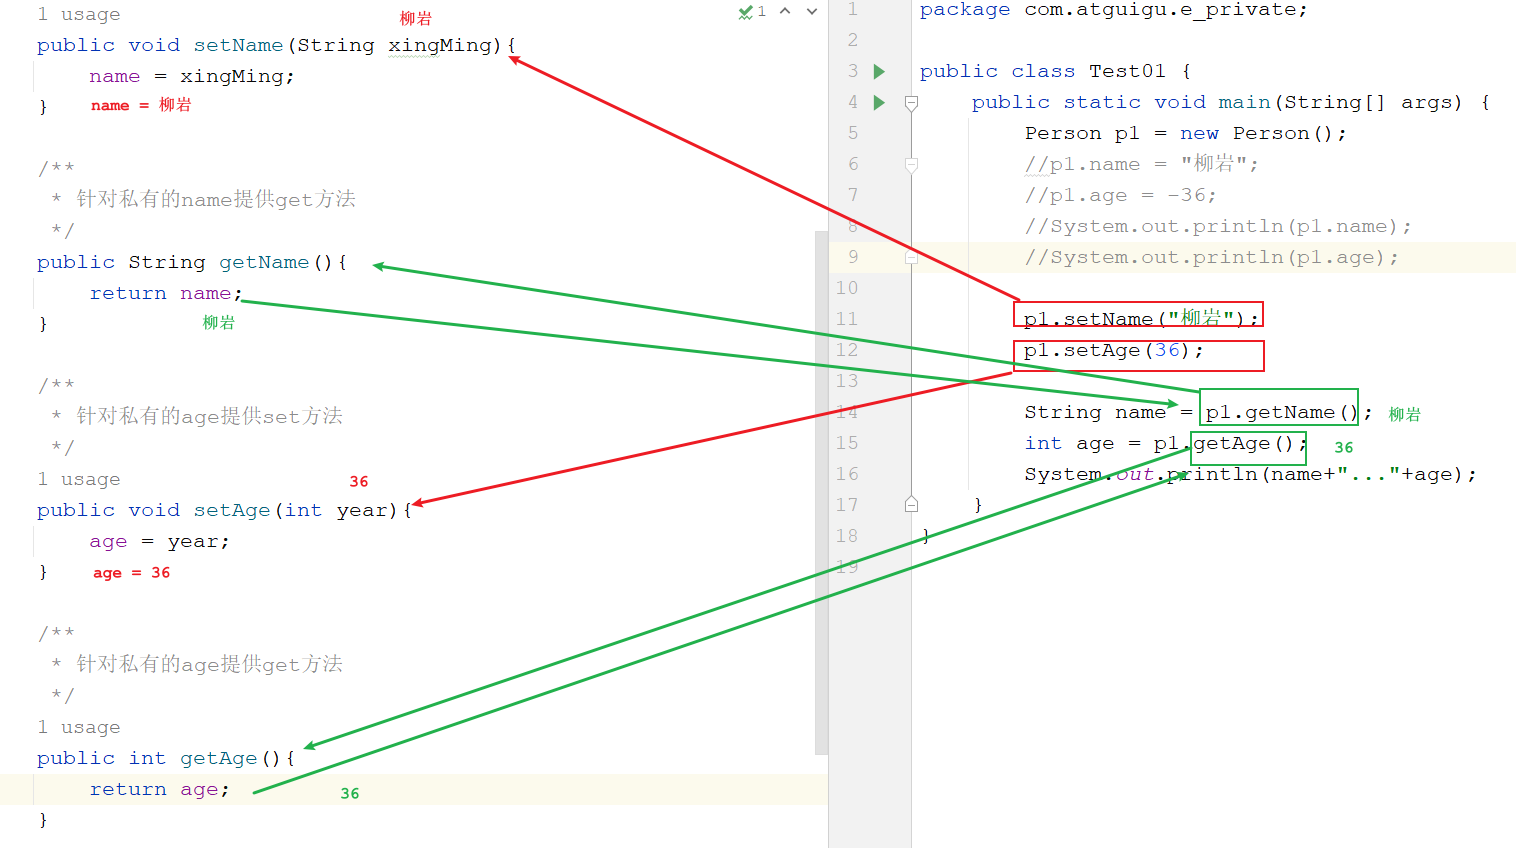 1 usage
柳岩
public void setName(String xingMing){
name = xingMing;
}
name = 柳岩
/**
* 针对私有的name提供get方法
*/
public String getName(){
return name;
}
柳岩
/**
* 针对私有的age提供set方法
*/
1 usage
36
public void setAge(int year){
age = year;
}
age = 36
/**
* 针对私有的age提供get方法
*/
1 usage
public int getAge(){
return age;
36
}
1
1 package com.atguigu.e_private;
2
3 public class Test01 {
4 public static void main(String[] args) {
5 Person p1 = new Person();
6 //p1.name = "柳岩";
7 //p1.age = -36;
8 //System.out.println(p1.name);
9 //System.out.println(p1.age);
10
11 p1.setName("柳岩");
12 p1.setAge(36);
13
14 String name = p1.getName(); 柳岩
15 int age = p1.getAge(); 36
16 System.out.println(name+"..."+age);
17 }
18 }
19